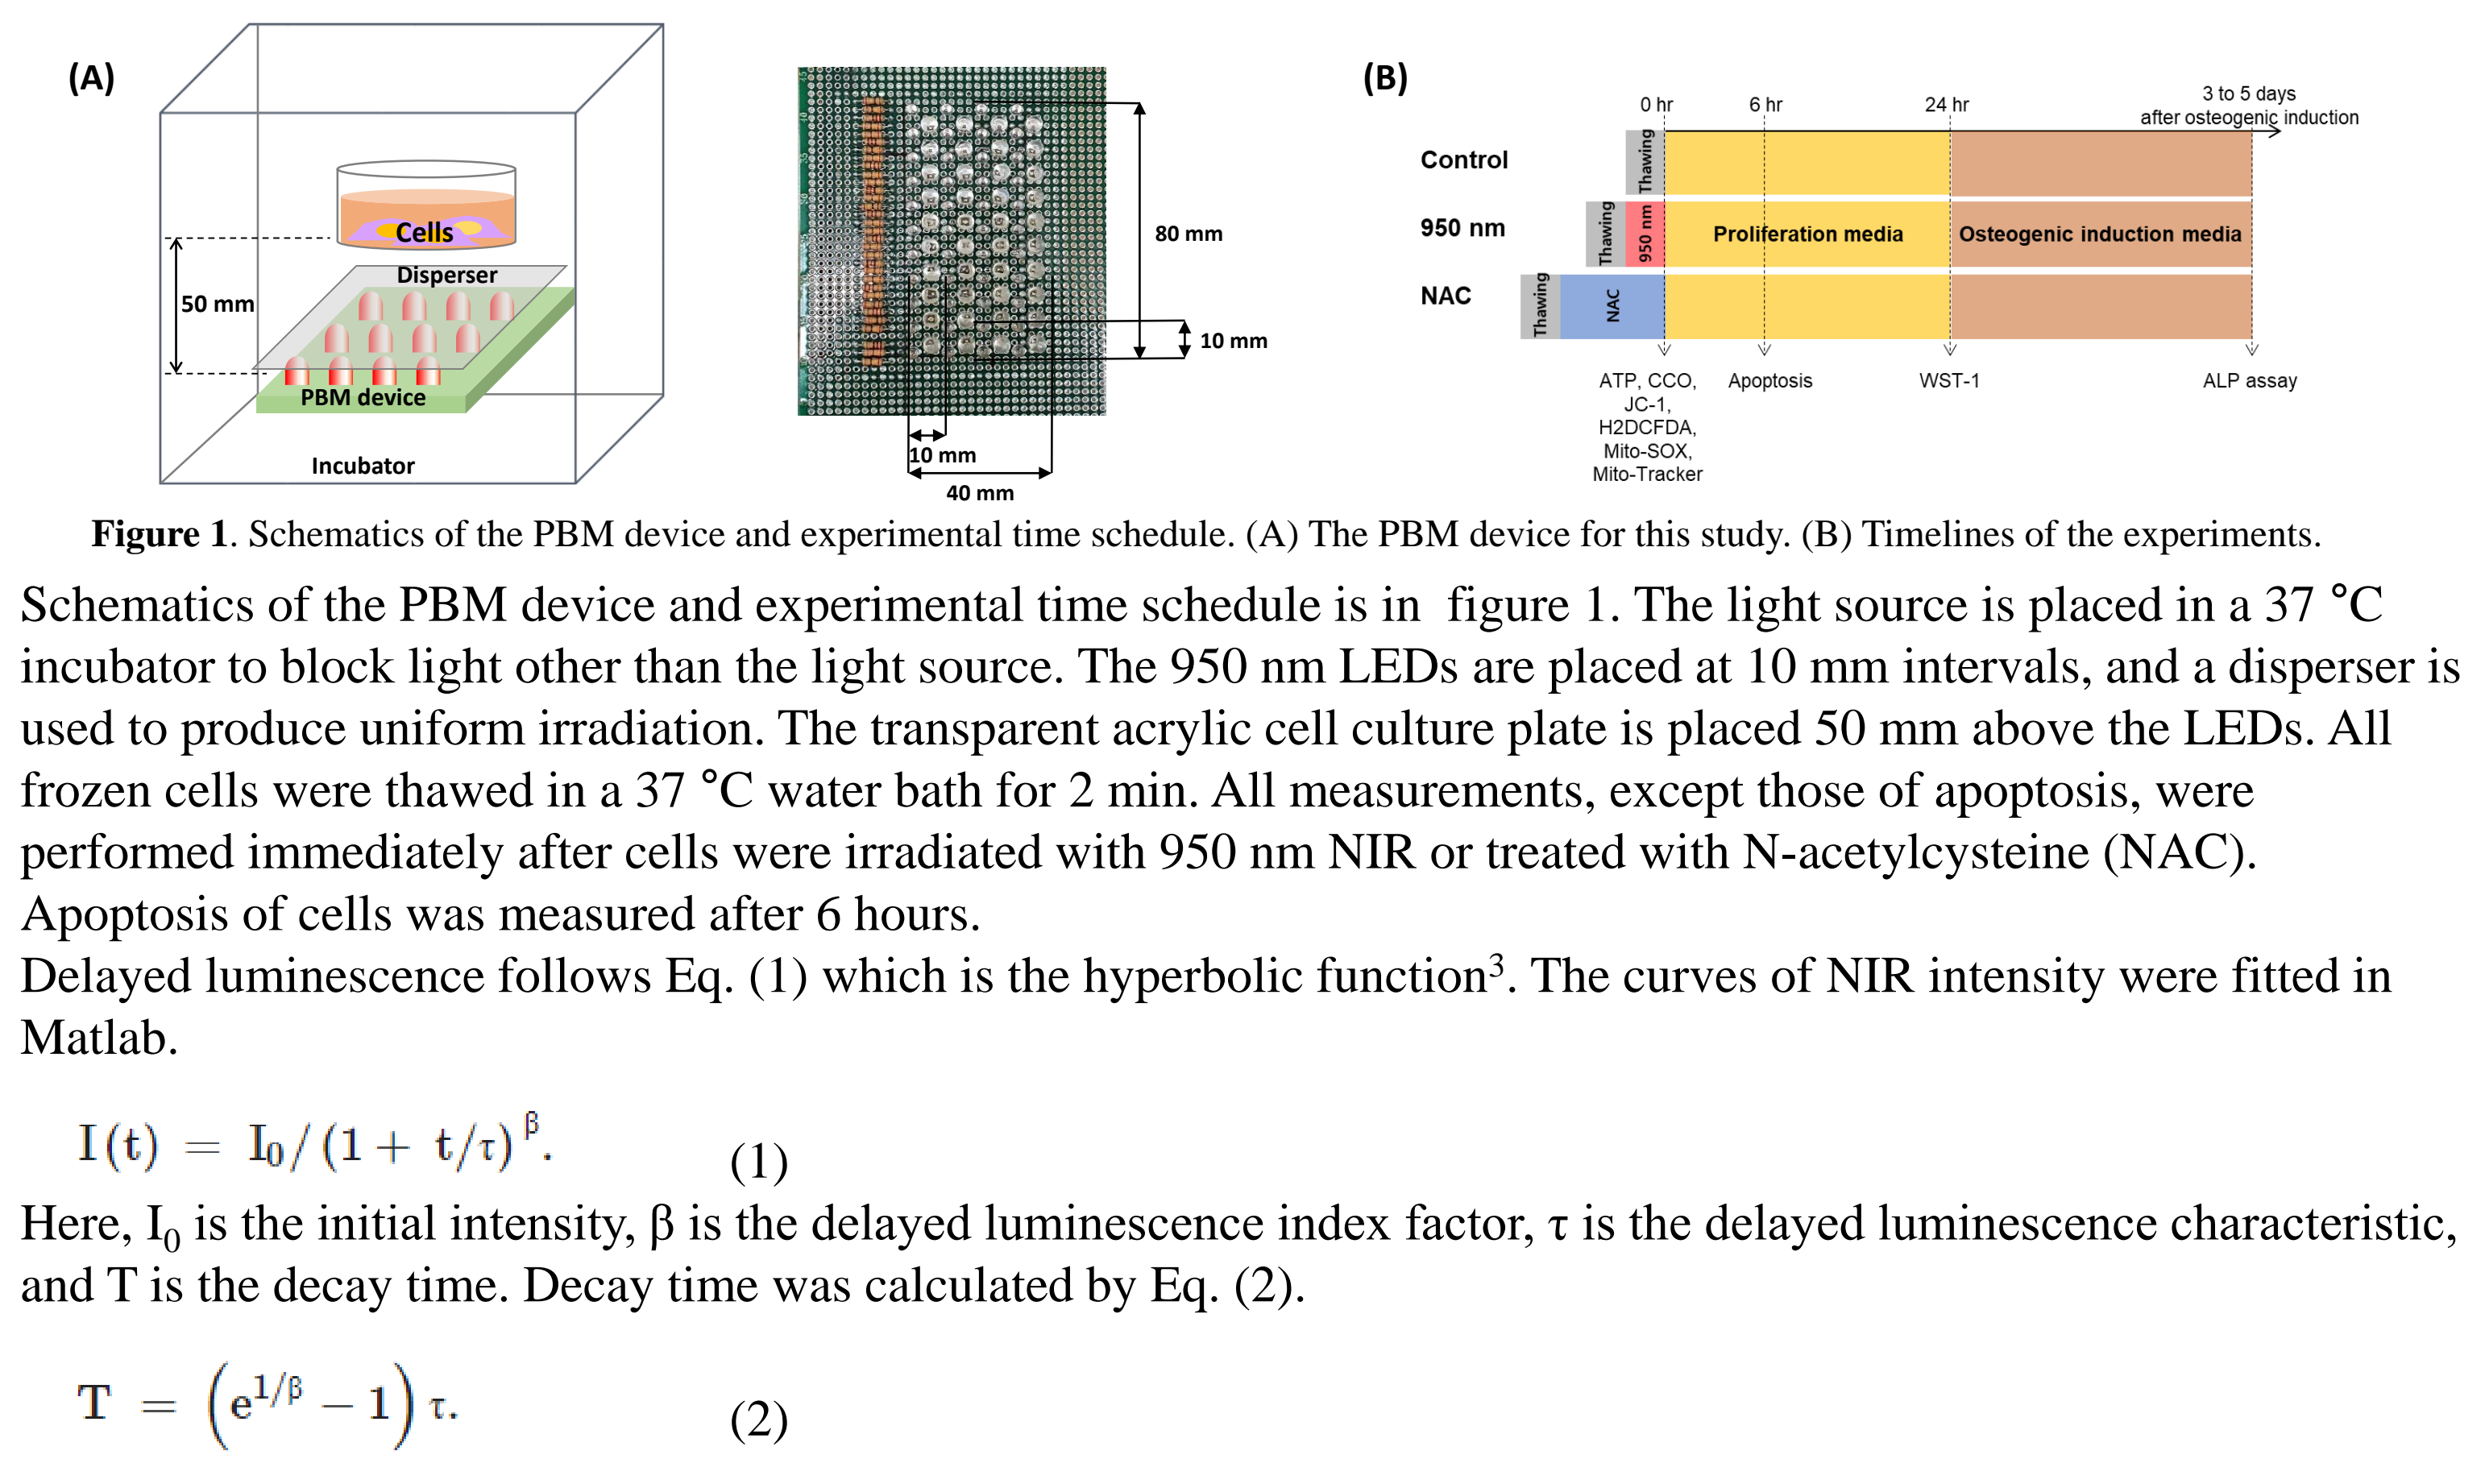 (A)
Cells
Disperser
50 mm
PBM device
Incubator
80 mm
10 mm
10 mm
40 mm
(B)
0 hr
6 hr
24 hr
3 to 5 days
after osteogenic induction
Control
Thawing
950 nm
Thawing
950 nm
Proliferation media
Osteogenic induction media
NAC
Thawing
NAC
ATP, CCO,
JC-1,
H2DCFDA,
Mito-SOX,
Mito-Tracker
Apoptosis
WST-1
ALP assay
Figure 1. Schematics of the PBM device and experimental time schedule. (A) The PBM device for this study. (B) Timelines of the experiments.
Schematics of the PBM device and experimental time schedule is in  figure 1. The light source is placed in a 37 °C
incubator to block light other than the light source. The 950 nm LEDs are placed at 10 mm intervals, and a disperser is
used to produce uniform irradiation. The transparent acrylic cell culture plate is placed 50 mm above the LEDs. All
frozen cells were thawed in a 37 °C water bath for 2 min. All measurements, except those of apoptosis, were
performed immediately after cells were irradiated with 950 nm NIR or treated with N-acetylcysteine (NAC).
Apoptosis of cells was measured after 6 hours.
Delayed luminescence follows Eq. (1) which is the hyperbolic function³. The curves of NIR intensity were fitted in
Matlab.
I(t) = I₀/(1 + t/τ)^β. (1)
Here, I₀ is the initial intensity, β is the delayed luminescence index factor, τ is the delayed luminescence characteristic,
and T is the decay time. Decay time was calculated by Eq. (2).
T = (e^{1/β} − 1) τ. (2)